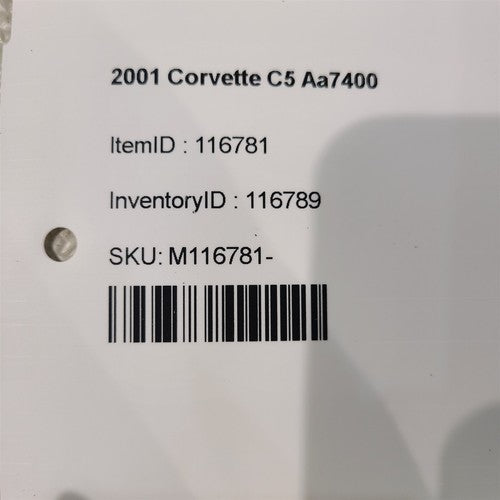 2001 Corvette C5 Aa7400
ItemID : 116781
InventoryID : 116789
SKU: M116781-